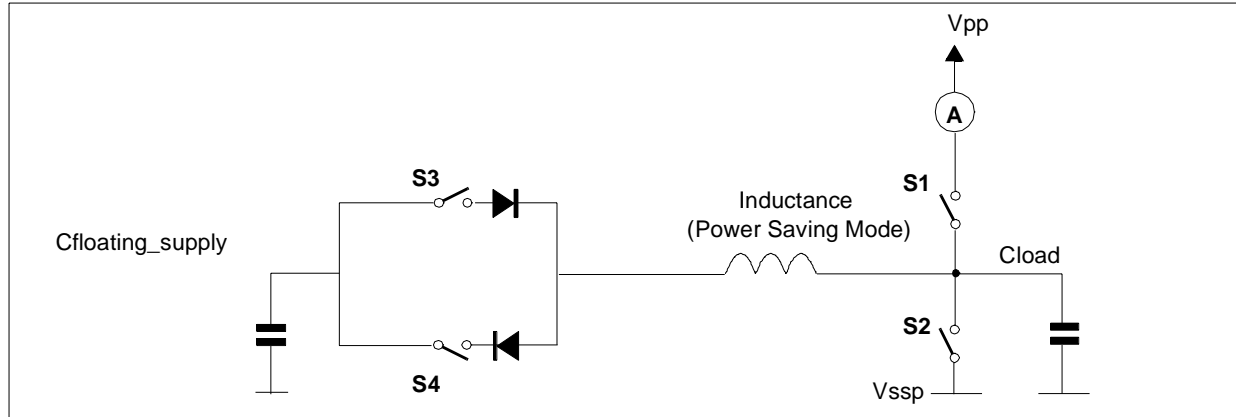 Vpp
A
S3
S1
Inductance
(Power Saving Mode)
Cfloating_supply
Cload
S2
S4
Vssp